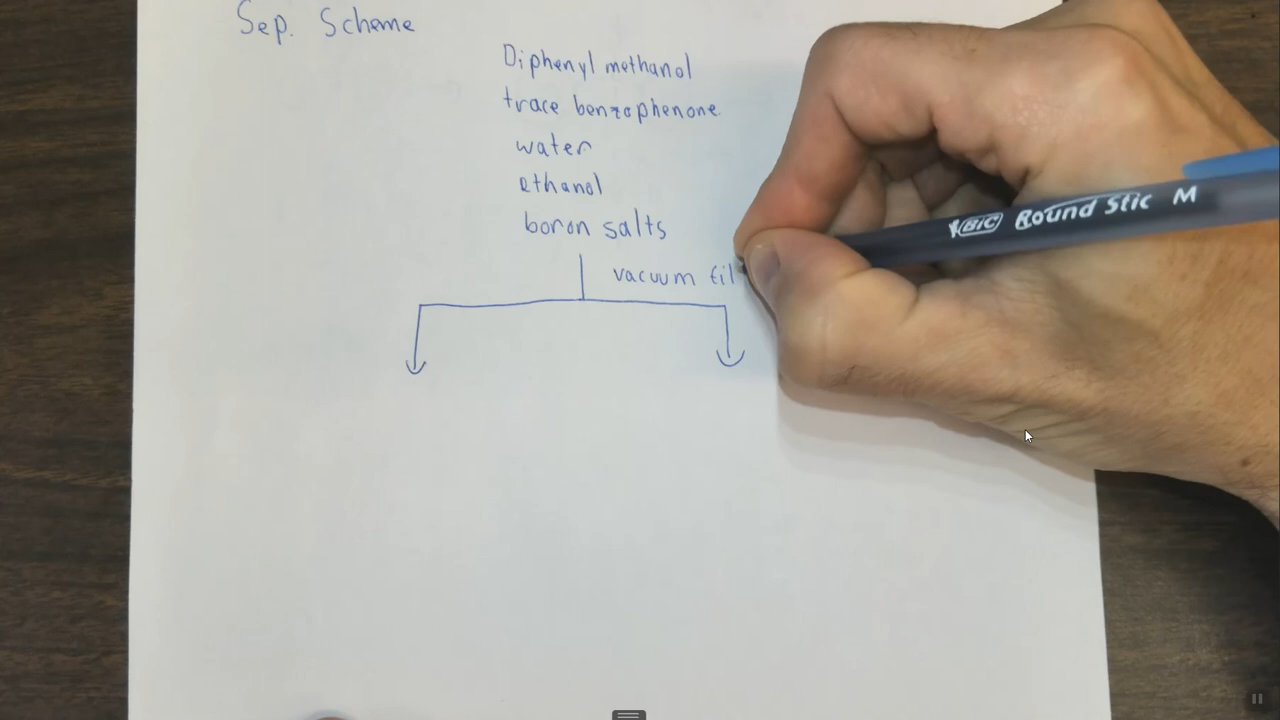 Sep. Scheme
Diphenyl methanol
trace benzophenone
water
ethanol
boron salts
vacuum fil
BIC Round Stic M